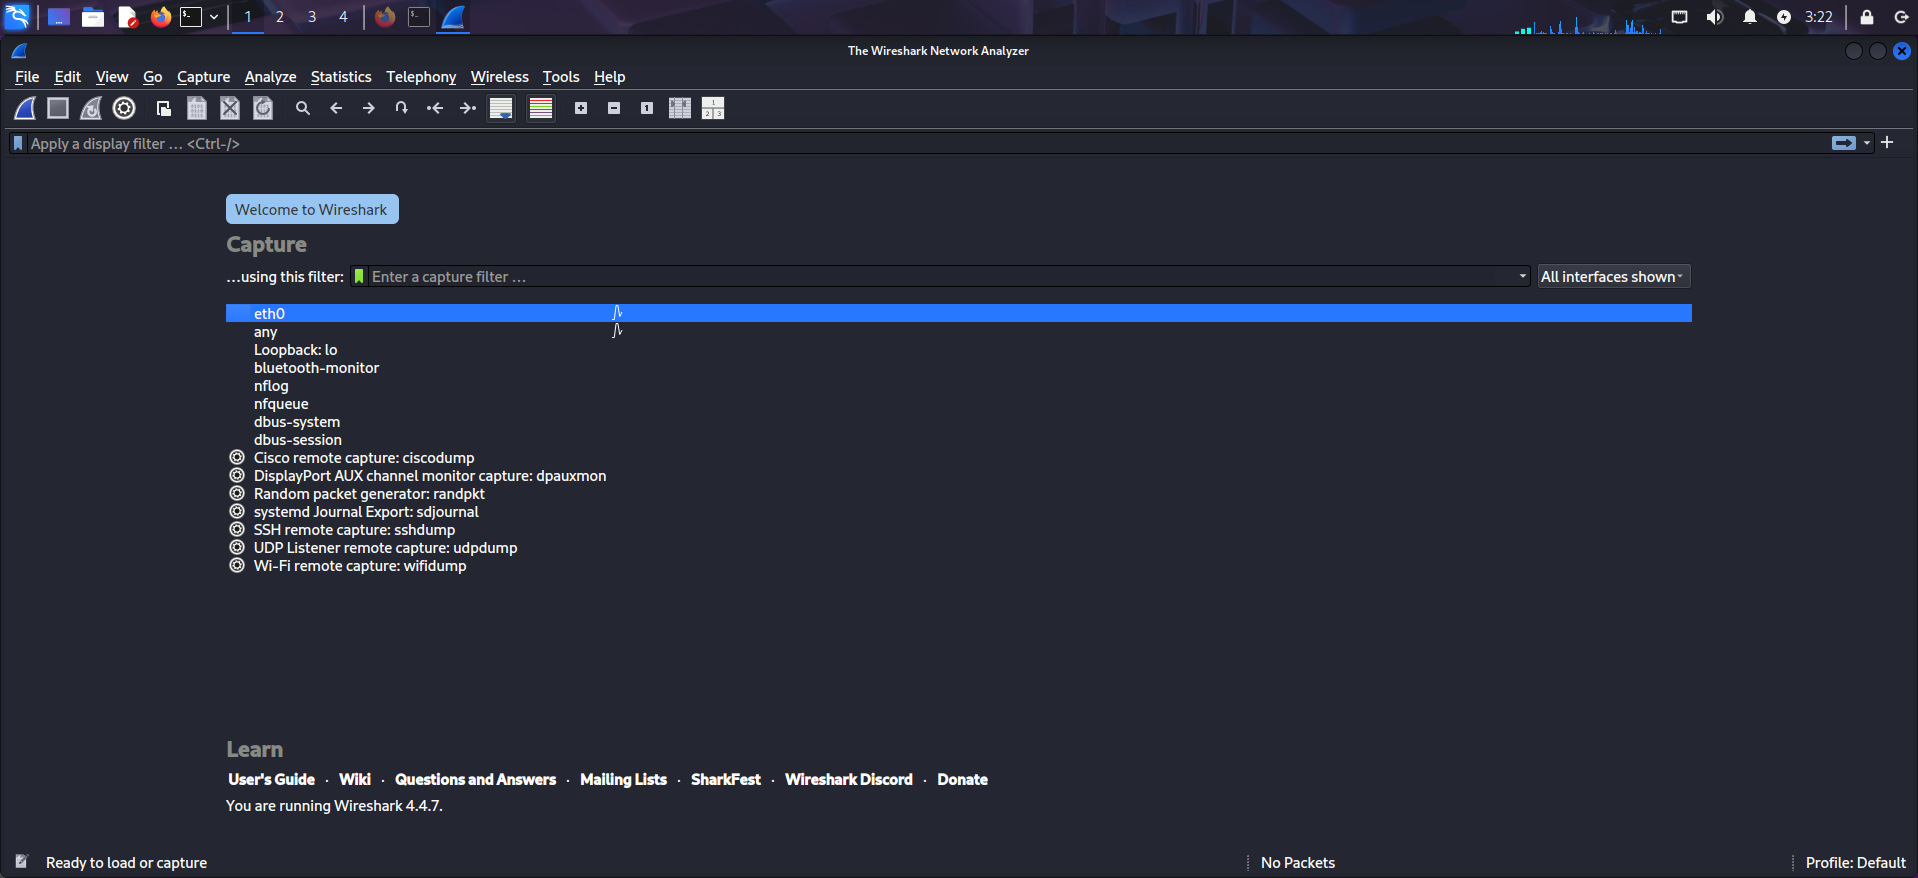 1 2 3 4 3:22
The Wireshark Network Analyzer
File Edit View Go Capture Analyze Statistics Telephony Wireless Tools Help
Apply a display filter … <Ctrl-/>
Welcome to Wireshark
Capture
…using this filter: Enter a capture filter … All interfaces shown
eth0
any
Loopback: lo
bluetooth-monitor
nflog
nfqueue
dbus-system
dbus-session
Cisco remote capture: ciscodump
DisplayPort AUX channel monitor capture: dpauxmon
Random packet generator: randpkt
systemd Journal Export: sdjournal
SSH remote capture: sshdump
UDP Listener remote capture: udpdump
Wi-Fi remote capture: wifidump
Learn
User's Guide · Wiki · Questions and Answers · Mailing Lists · SharkFest · Wireshark Discord · Donate
You are running Wireshark 4.4.7.
Ready to load or capture No Packets Profile: Default